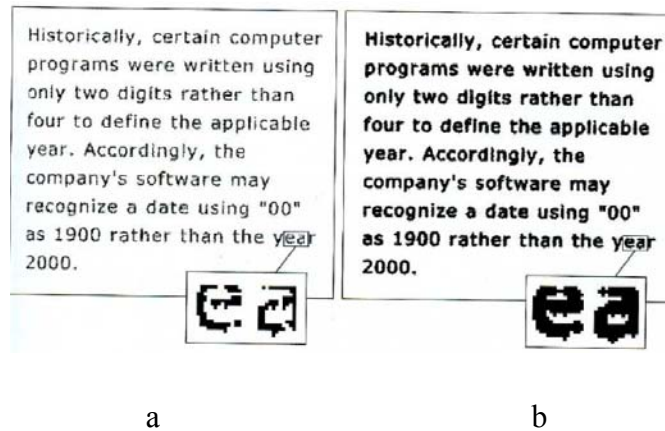 Historically, certain computer
programs were written using
only two digits rather than
four to define the applicable
year. Accordingly, the
company's software may
recognize a date using "00"
as 1900 rather than the year
2000.
ea
Historically, certain computer
programs were written using
only two digits rather than
four to define the applicable
year. Accordingly, the
company's software may
recognize a date using "00"
as 1900 rather than the year
2000.
ea
a
b